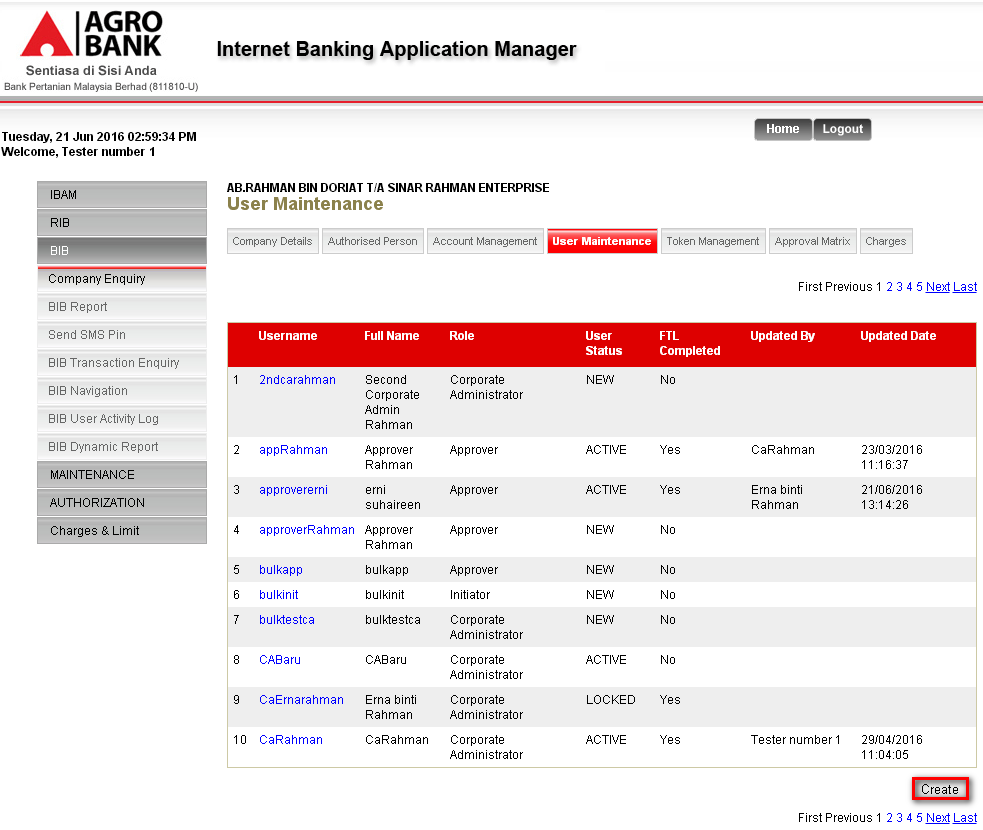 AGRO
BANK
Sentiasa di Sisi Anda
Bank Pertanian Malaysia Berhad (811810-U)
Internet Banking Application Manager
Tuesday, 21 Jun 2016 02:59:34 PM
Welcome, Tester number 1
Home Logout
IBAM
RIB
BIB
Company Enquiry
BIB Report
Send SMS Pin
BIB Transaction Enquiry
BIB Navigation
BIB User Activity Log
BIB Dynamic Report
MAINTENANCE
AUTHORIZATION
Charges & Limit
AB.RAHMAN BIN DORIAT T/A SINAR RAHMAN ENTERPRISE
User Maintenance
Company Details Authorised Person Account Management User Maintenance Token Management Approval Matrix Charges
First Previous 1 2 3 4 5 Next Last
Username Full Name Role User Status FTL Completed Updated By Updated Date
1 2ndcarahman Second Corporate Admin Rahman Corporate Administrator NEW No
2 appRahman Approver Rahman Approver ACTIVE Yes CaRahman 23/03/2016 11:16:37
3 approvererni erni suhaireen Approver ACTIVE Yes Erna binti Rahman 21/06/2016 13:14:26
4 approverRahman Approver Rahman Approver NEW No
5 bulkapp bulkapp Approver NEW No
6 bulkinit bulkinit Initiator NEW No
7 bulktestca bulktestca Corporate Administrator NEW No
8 CABaru CABaru Corporate Administrator ACTIVE No
9 CaErnarahman Erna binti Rahman Corporate Administrator LOCKED Yes
10 CaRahman CaRahman Corporate Administrator ACTIVE Yes Tester number 1 29/04/2016 11:04:05
Create
First Previous 1 2 3 4 5 Next Last